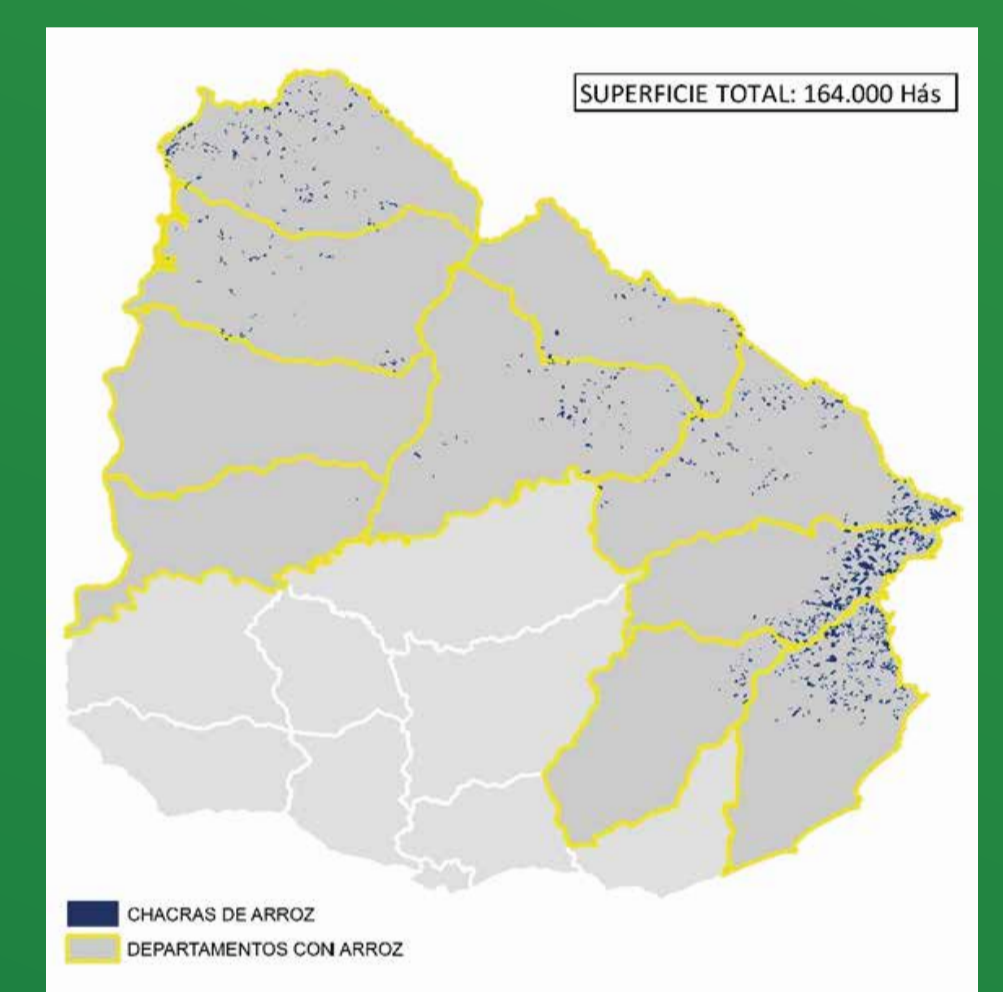 SUPERFICIE TOTAL: 164.000 Hás
CHACRAS DE ARROZ
DEPARTAMENTOS CON ARROZ